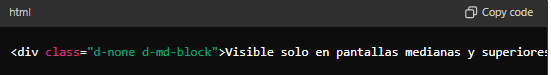 html
Copy code
<div class="d-none d-md-block">Visible solo en pantallas medianas y superiores